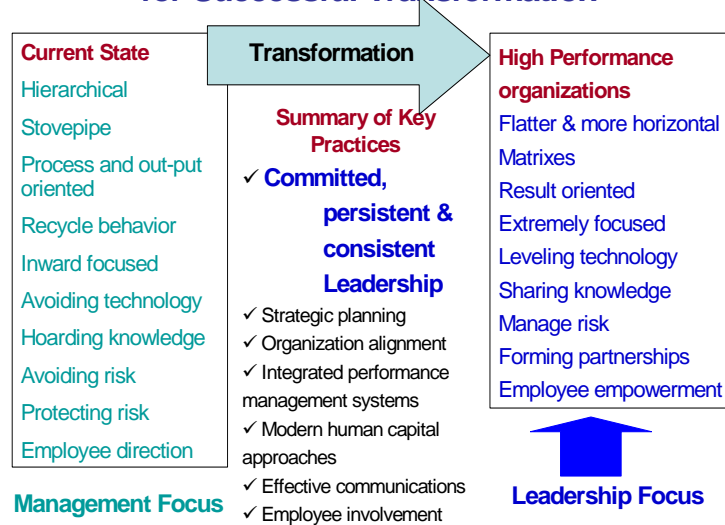 for Successful Transformation
Current State
Hierarchical
Stovepipe
Process and out-put
oriented
Recycle behavior
Inward focused
Avoiding technology
Hoarding knowledge
Avoiding risk
Protecting risk
Employee direction
Management Focus
Transformation
Summary of Key
Practices
✓ Committed,
persistent &
consistent
Leadership
✓ Strategic planning
✓ Organization alignment
✓ Integrated performance
management systems
✓ Modern human capital
approaches
✓ Effective communications
✓ Employee involvement
High Performance
organizations
Flatter & more horizontal
Matrixes
Result oriented
Extremely focused
Leveling technology
Sharing knowledge
Manage risk
Forming partnerships
Employee empowerment
Leadership Focus